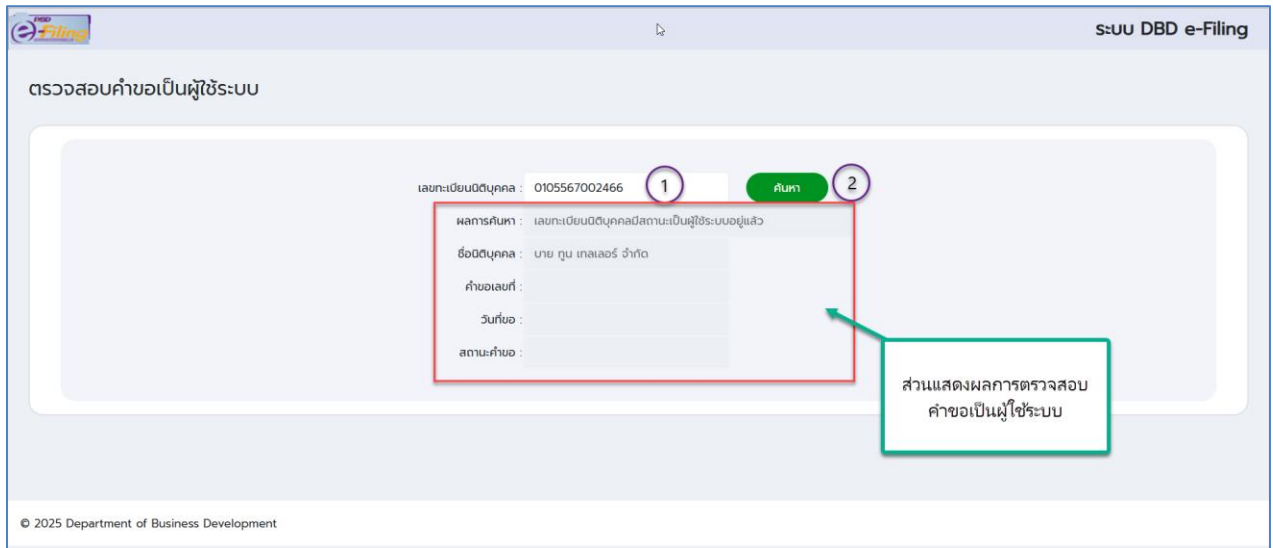 DBD
e-Filing
ระบบ DBD e-Filing
ตรวจสอบคำขอเป็นผู้ใช้ระบบ
เลขทะเบียนนิติบุคคล : 0105567002466 1 ค้นหา 2
ผลการค้นหา : เลขทะเบียนนิติบุคคลมีสถานะเป็นผู้ใช้ระบบอยู่แล้ว
ชื่อนิติบุคคล : บาย ทูน เทลเลอร์ จำกัด
คำขอเลขที่ :
วันที่ขอ :
สถานะคำขอ :
ส่วนแสดงผลการตรวจสอบ
คำขอเป็นผู้ใช้ระบบ
© 2025 Department of Business Development